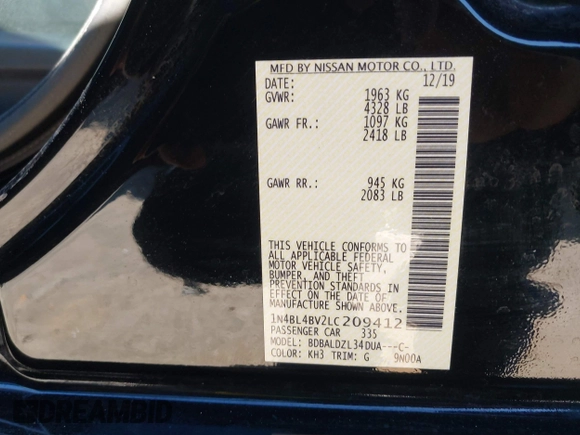 MFD BY NISSAN MOTOR CO., LTD.
DATE: 12/19
GVWR: 1963 KG
4328 LB
GAWR FR.: 1097 KG
2418 LB
GAWR RR.: 945 KG
2083 LB
THIS VEHICLE CONFORMS TO
ALL APPLICABLE FEDERAL
MOTOR VEHICLE SAFETY,
BUMPER, AND THEFT
PREVENTION STANDARDS IN
EFFECT ON THE DATE OF
MANUFACTURE SHOWN ABOVE.
1N4BL4BV2LC209412
PASSENGER CAR 335
MODEL: BDBALDZL34DUA---C-
COLOR: KH3 TRIM: G 9N00A
DREAMBID